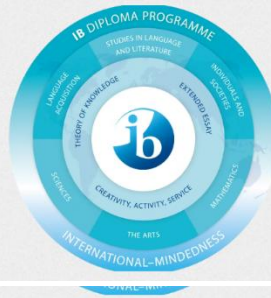 IB DIPLOMA PROGRAMME
STUDIES IN LANGUAGE
AND LITERATURE
LANGUAGE
ACQUISITION
INDIVIDUALS AND
SOCIETIES
THEORY OF KNOWLEDGE
EXTENDED ESSAY
ib
CREATIVITY, ACTIVITY, SERVICE
SCIENCES
MATHEMATICS
THE ARTS
INTERNATIONAL-MINDEDNESS